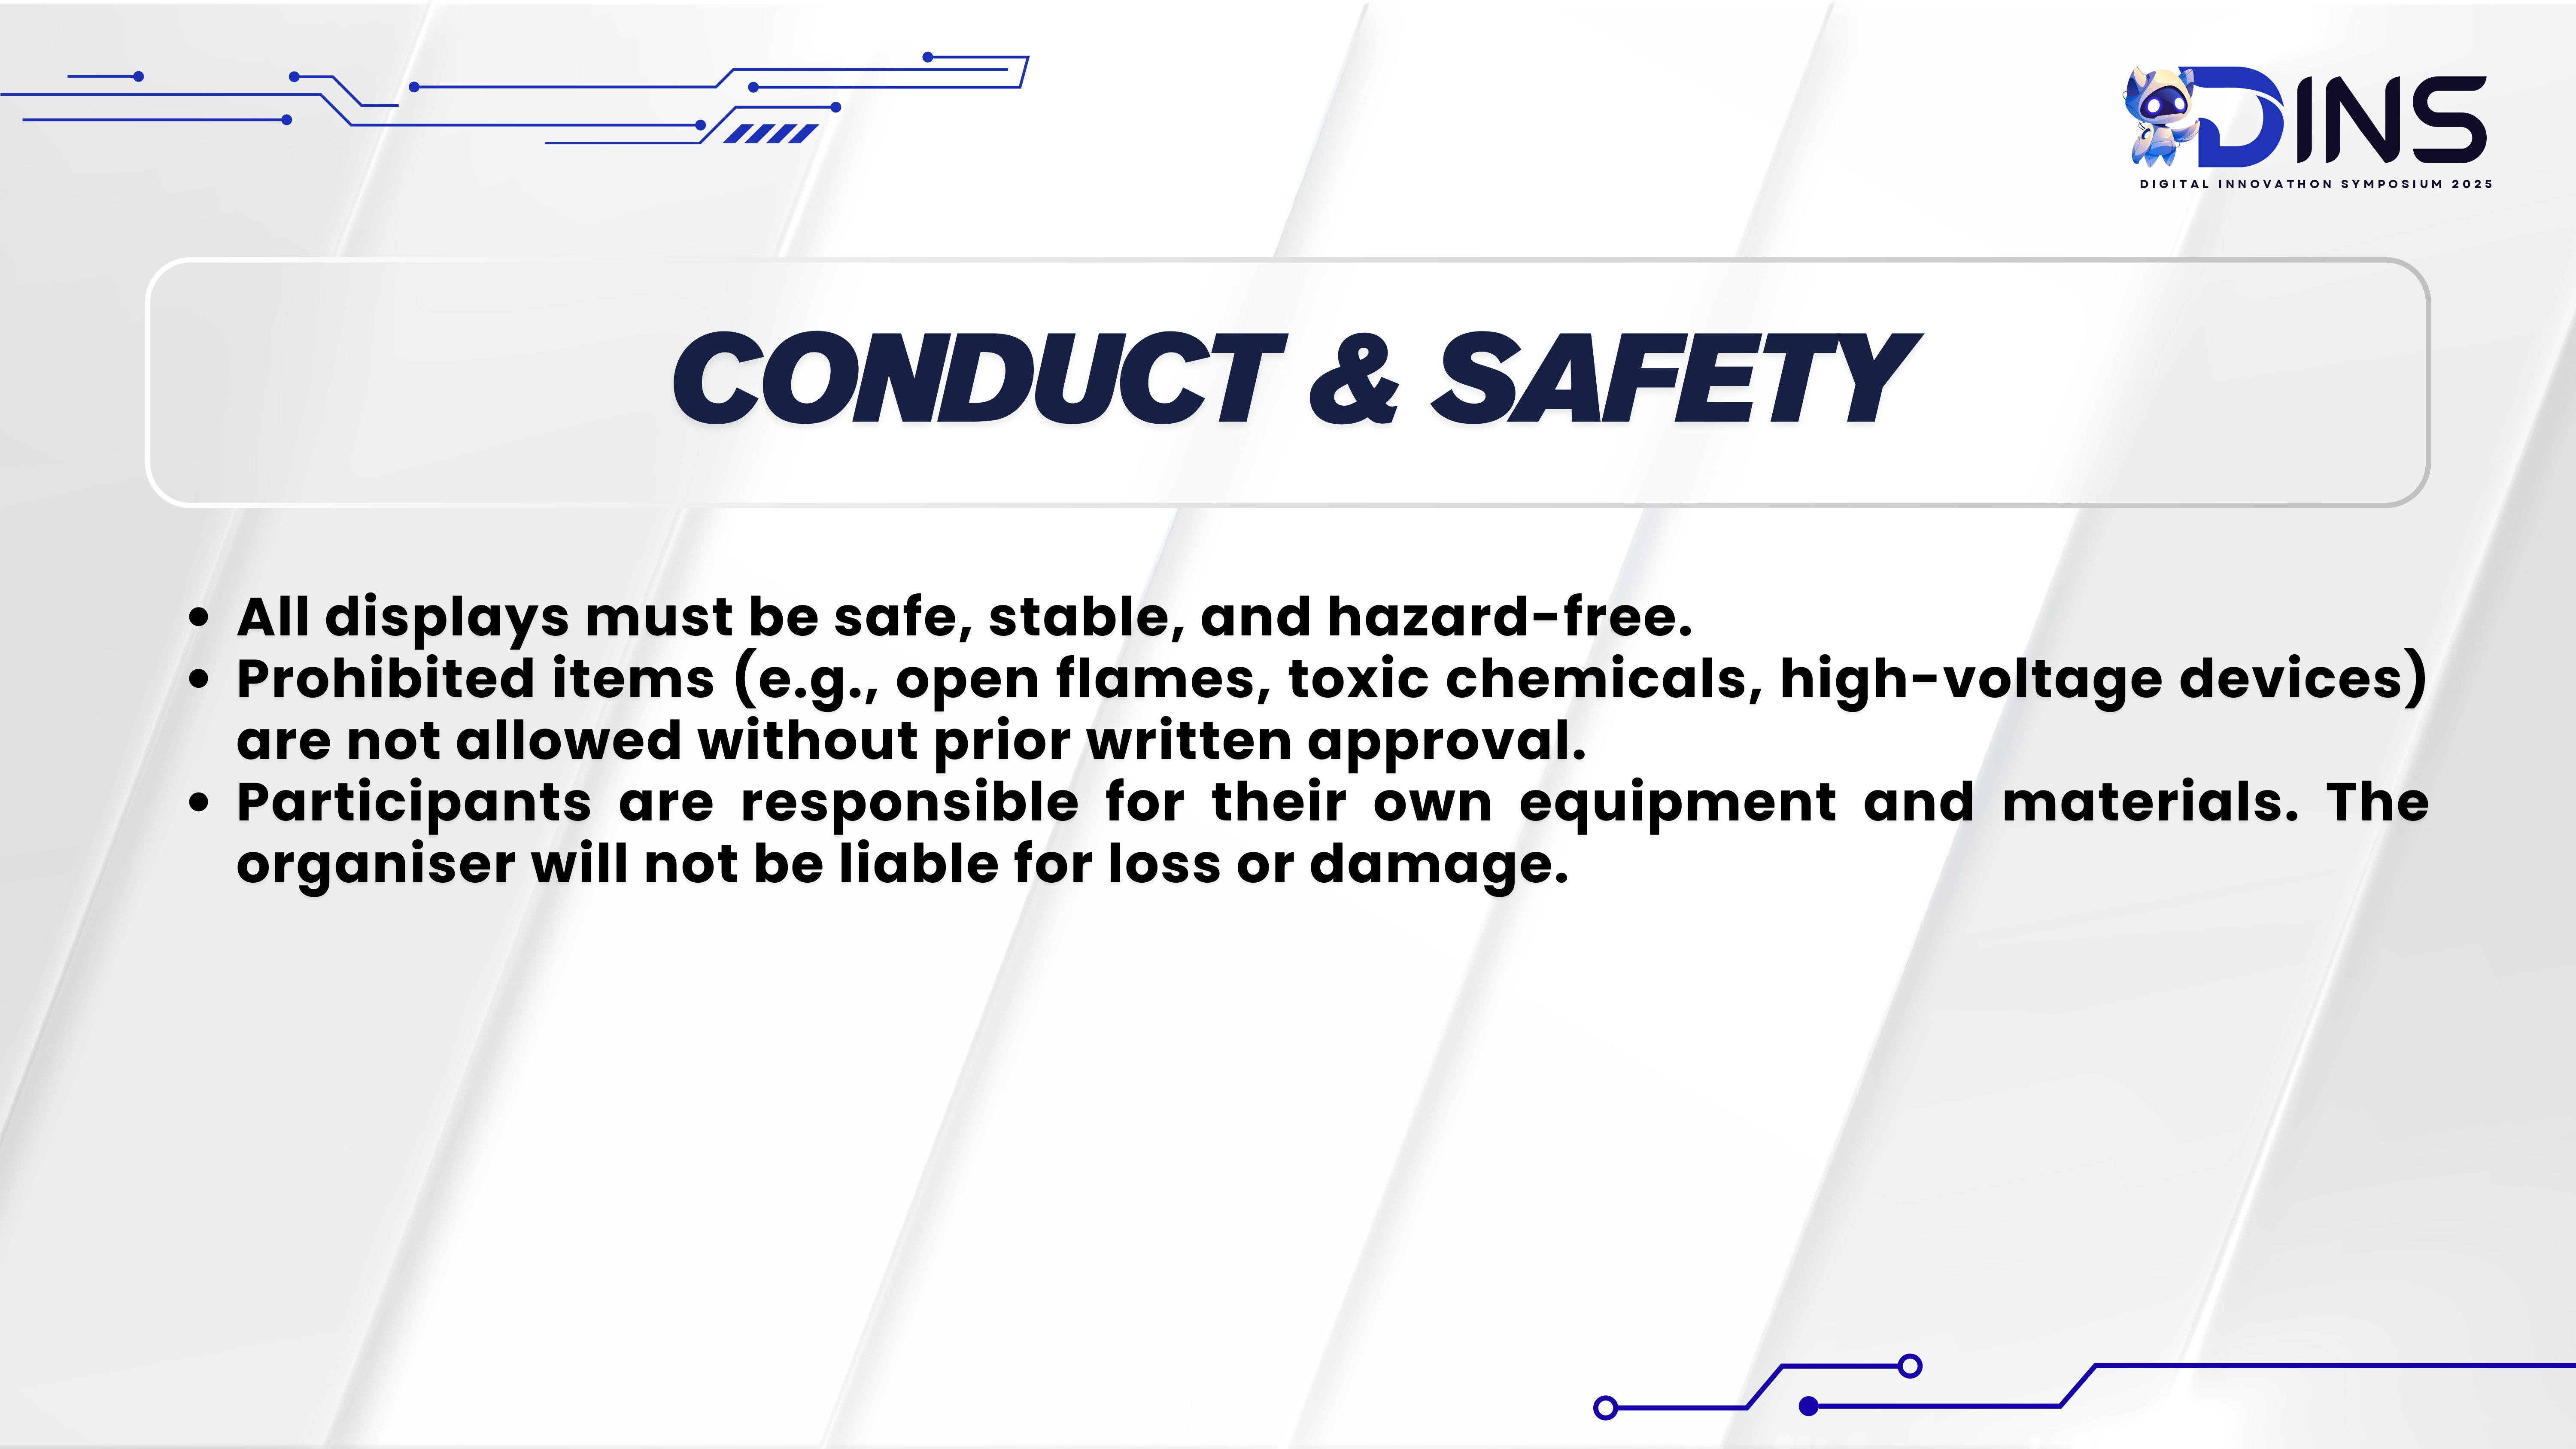 DINS
DIGITAL INNOVATHON SYMPOSIUM 2025
CONDUCT & SAFETY
• All displays must be safe, stable, and hazard-free.
• Prohibited items (e.g., open flames, toxic chemicals, high-voltage devices)
are not allowed without prior written approval.
• Participants are responsible for their own equipment and materials. The
organiser will not be liable for loss or damage.